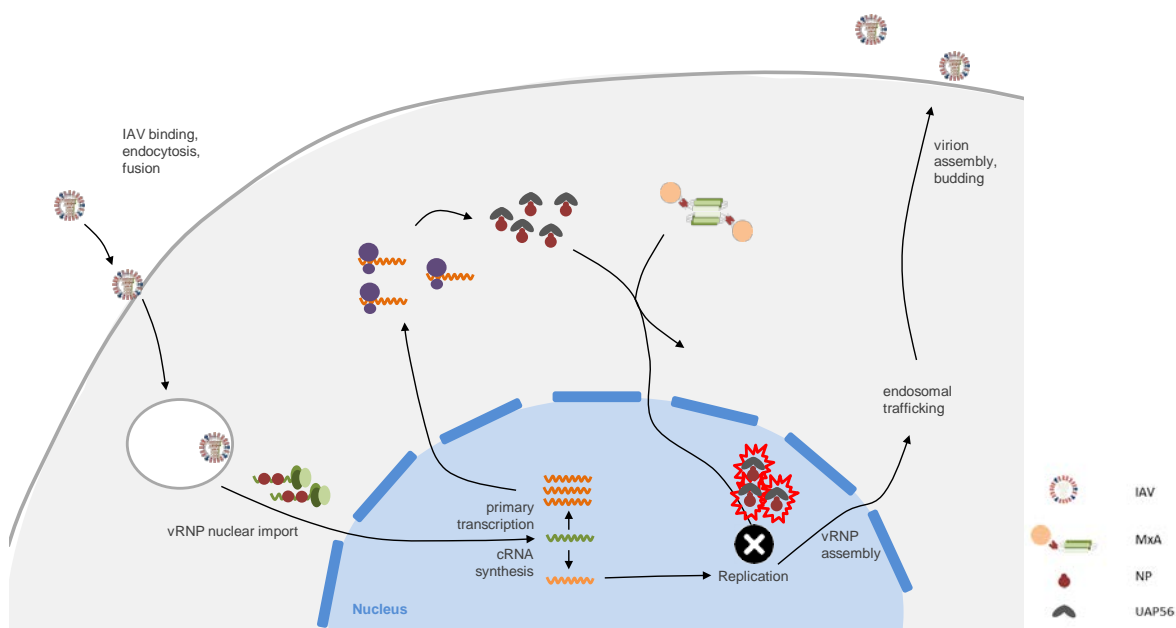 IAV binding,
endocytosis,
fusion
virion
assembly,
budding
endosomal
trafficking
vRNP nuclear import
primary
transcription
cRNA
synthesis
vRNP
assembly
Replication
Nucleus
IAV
MxA
NP
UAP56